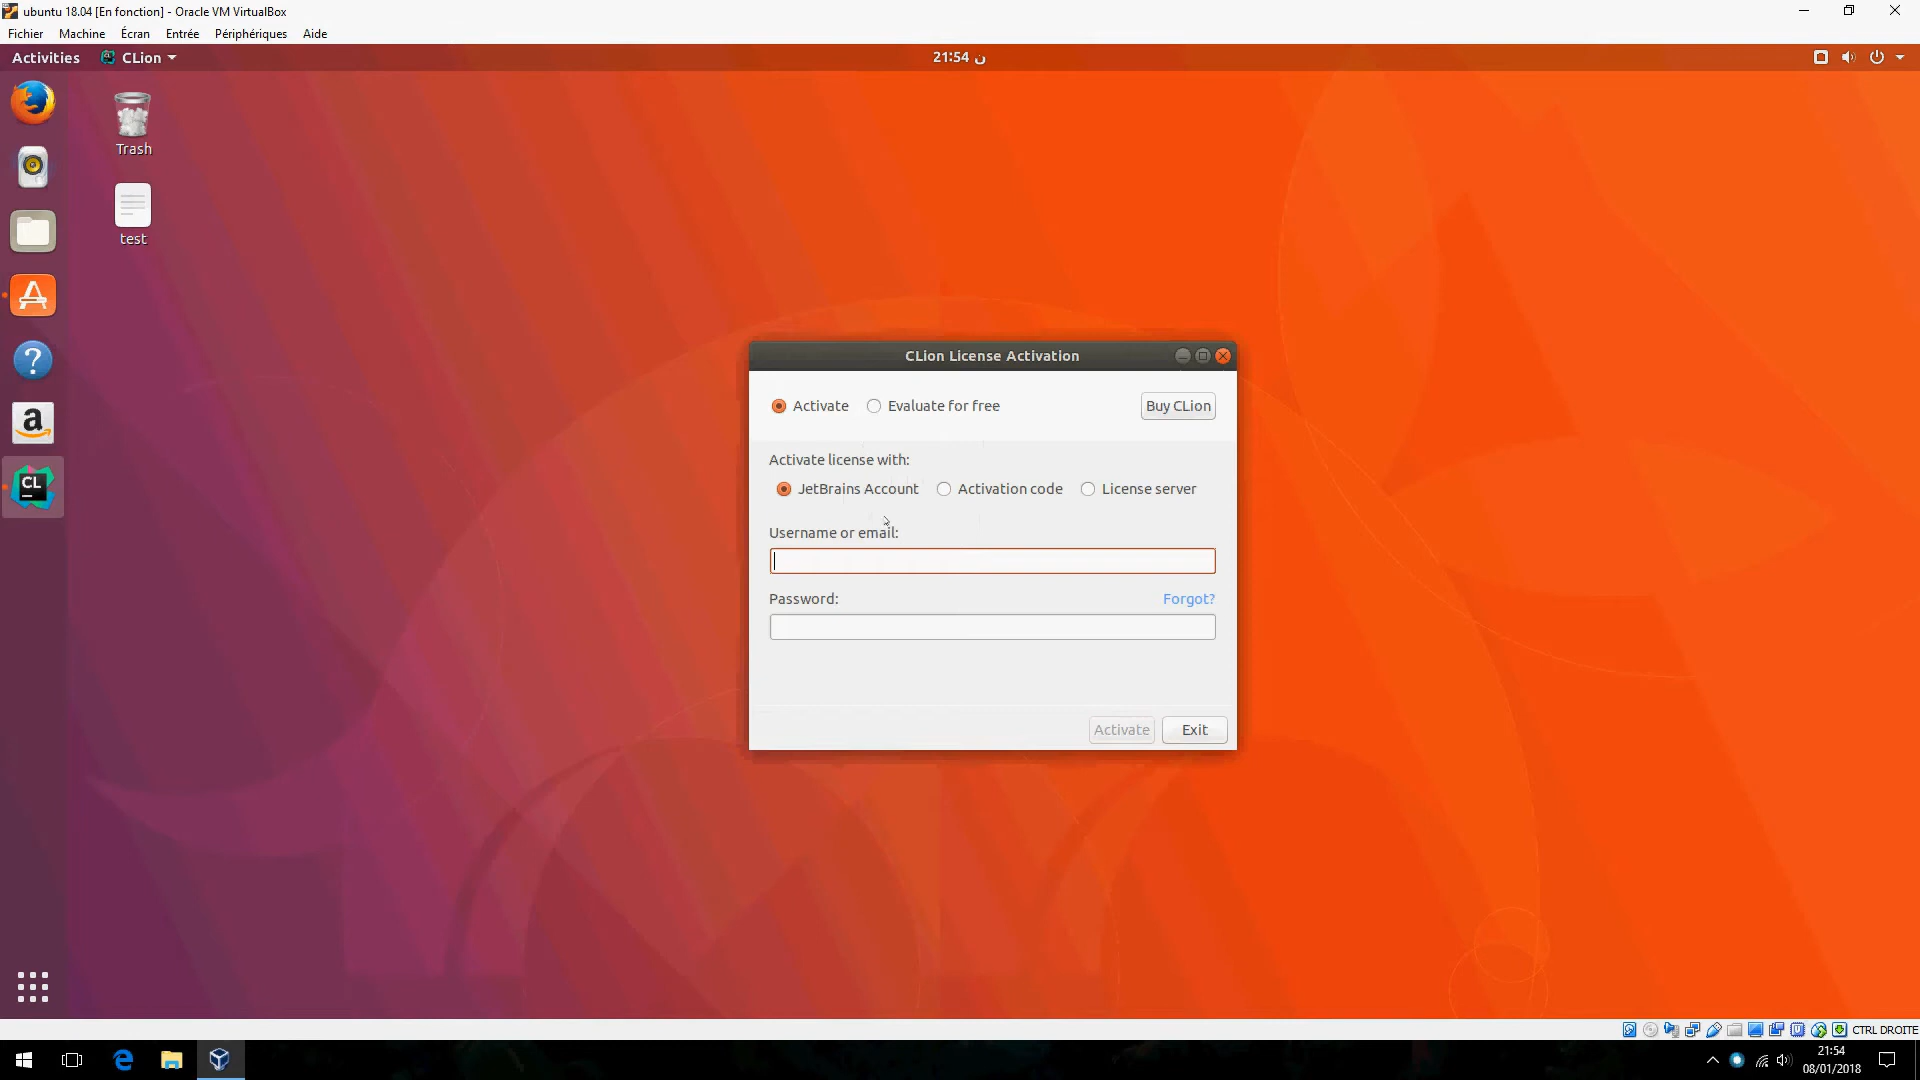 ubuntu 18.04 [En fonction] - Oracle VM VirtualBox
Fichier Machine Écran Entrée Périphériques Aide
Activities CLion 21:54 ن
Trash
test
CLion License Activation
Activate Evaluate for free Buy CLion
Activate license with:
JetBrains Account Activation code License server
Username or email:
Password: Forgot?
Activate Exit
a
CL
CTRL DROITE
21:54
08/01/2018